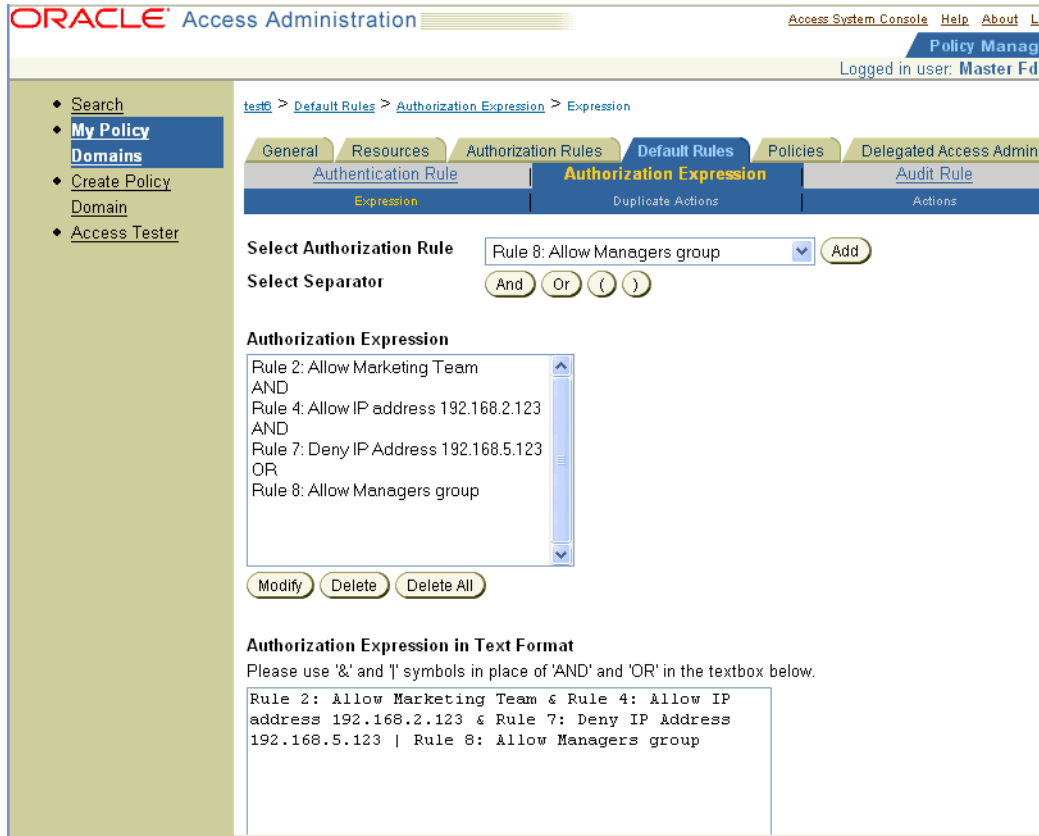 ORACLE Access Administration
Access System Console Help About L
Policy Manag
Logged in user: Master Fd
Search
My Policy
Domains
Create Policy
Domain
Access Tester
test6 > Default Rules > Authorization Expression > Expression
General Resources Authorization Rules Default Rules Policies Delegated Access Admin
Authentication Rule Authorization Expression Audit Rule
Expression Duplicate Actions Actions
Select Authorization Rule Rule 8: Allow Managers group Add
Select Separator And Or ( )
Authorization Expression
Rule 2: Allow Marketing Team
AND
Rule 4: Allow IP address 192.168.2.123
AND
Rule 7: Deny IP Address 192.168.5.123
OR
Rule 8: Allow Managers group
Modify Delete Delete All
Authorization Expression in Text Format
Please use '&' and '|' symbols in place of 'AND' and 'OR' in the textbox below.
Rule 2: Allow Marketing Team & Rule 4: Allow IP
address 192.168.2.123 & Rule 7: Deny IP Address
192.168.5.123 | Rule 8: Allow Managers group